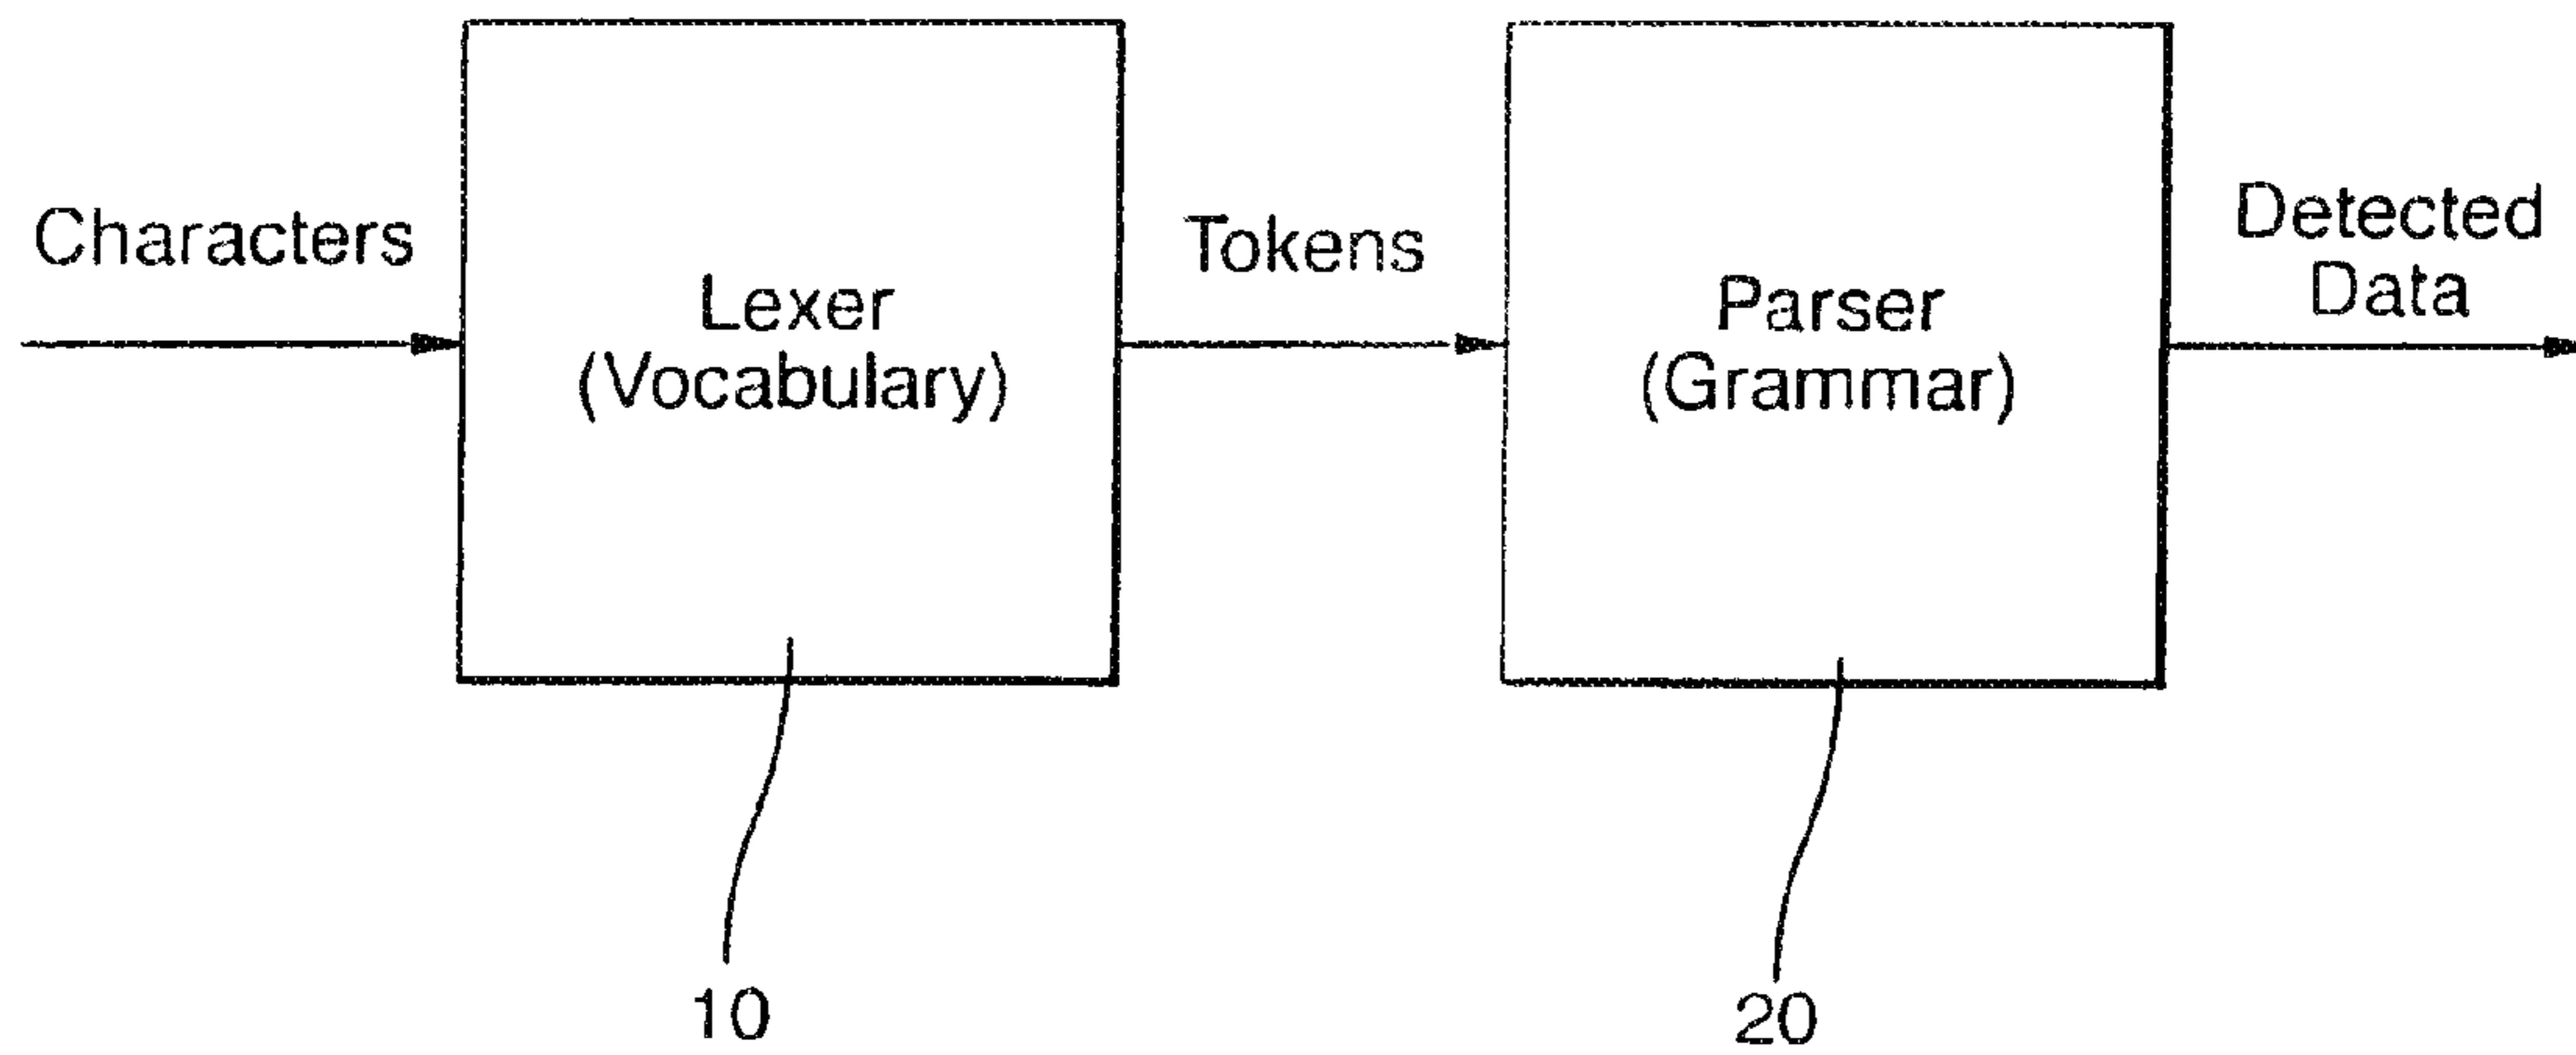 Characters
Lexer
(Vocabulary)
Tokens
Parser
(Grammar)
Detected
Data
10
20